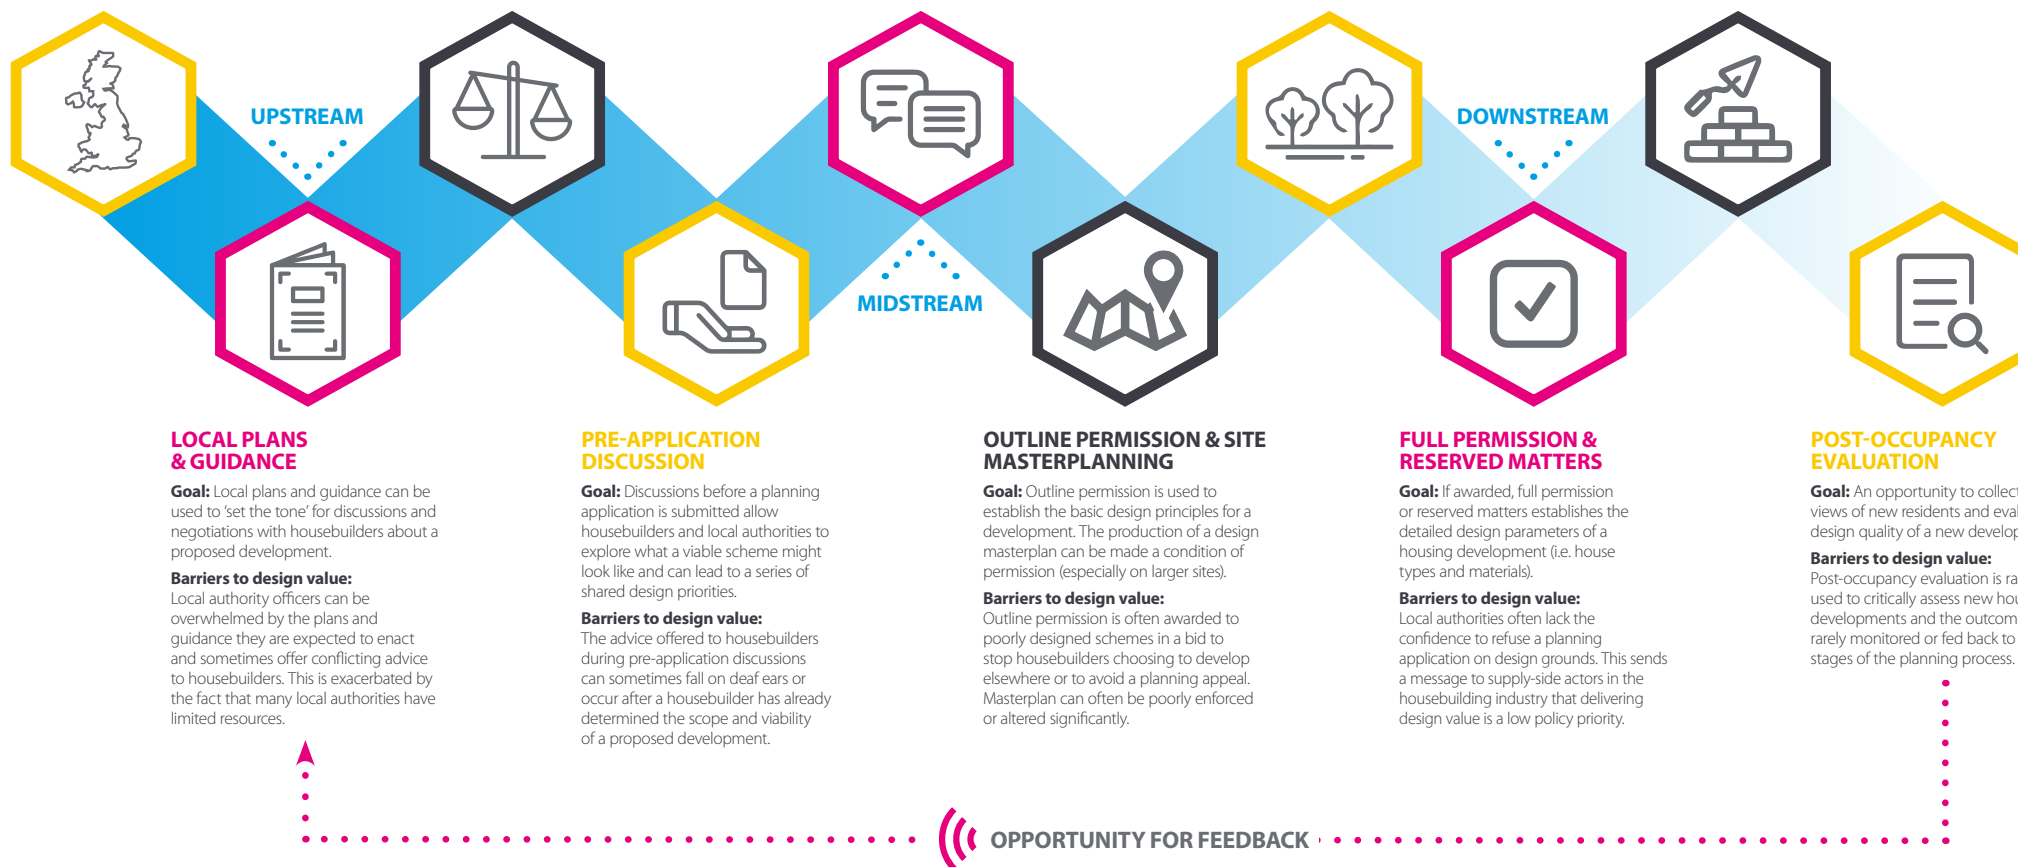 UPSTREAM
DOWNSTREAM
MIDSTREAM
LOCAL PLANS
& GUIDANCE
Goal: Local plans and guidance can be
used to ‘set the tone’ for discussions and
negotiations with housebuilders about a
proposed development.
Barriers to design value:
Local authority officers can be
overwhelmed by the plans and
guidance they are expected to enact
and sometimes offer conflicting advice
to housebuilders. This is exacerbated by
the fact that many local authorities have
limited resources.
PRE-APPLICATION
DISCUSSION
Goal: Discussions before a planning
application is submitted allow
housebuilders and local authorities to
explore what a viable scheme might
look like and can lead to a series of
shared design priorities.
Barriers to design value:
The advice offered to housebuilders
during pre-application discussions
can sometimes fall on deaf ears or
occur after a housebuilder has already
determined the scope and viability
of a proposed development.
OUTLINE PERMISSION & SITE
MASTERPLANNING
Goal: Outline permission is used to
establish the basic design principles for a
development. The production of a design
masterplan can be made a condition of
permission (especially on larger sites).
Barriers to design value:
Outline permission is often awarded to
poorly designed schemes in a bid to
stop housebuilders choosing to develop
elsewhere or to avoid a planning appeal.
Masterplan can often be poorly enforced
or altered significantly.
FULL PERMISSION &
RESERVED MATTERS
Goal: If awarded, full permission
or reserved matters establishes the
detailed design parameters of a
housing development (i.e. house
types and materials).
Barriers to design value:
Local authorities often lack the
confidence to refuse a planning
application on design grounds. This sends
a message to supply-side actors in the
housebuilding industry that delivering
design value is a low policy priority.
POST-OCCUPANCY
EVALUATION
Goal: An opportunity to collect
views of new residents and
design quality of a new
Barriers to design value:
Post-occupancy evaluation is
used to critically assess new
developments and the
rarely monitored or fed back to
stages of the planning process.
OPPORTUNITY FOR FEEDBACK